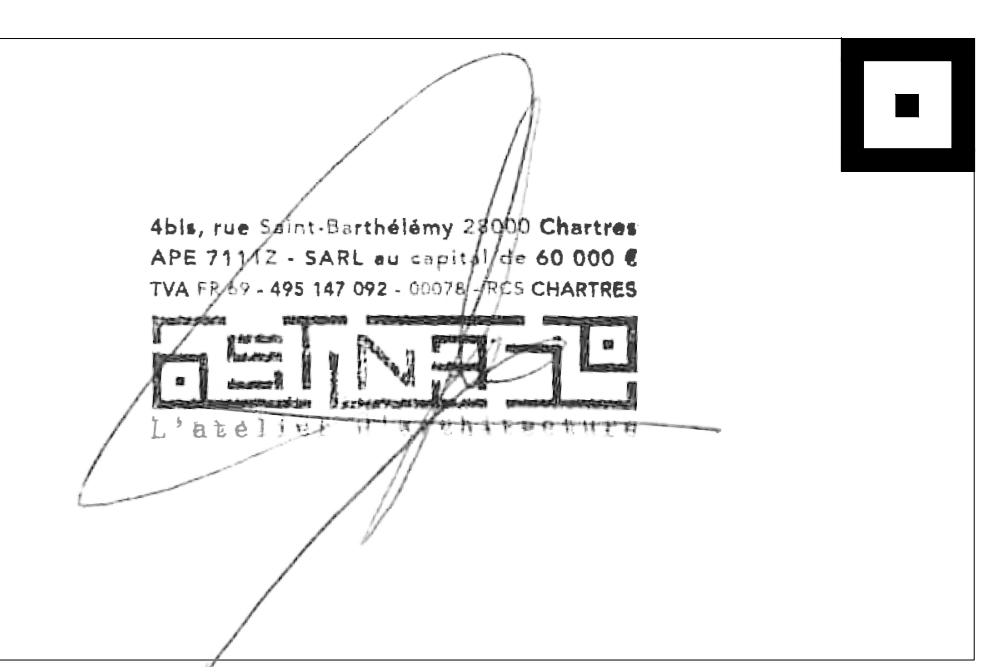 4bis, rue Saint-Barthélémy 28000 Chartres
APE 7111Z - SARL au capital de 60 000 €
TVA FR 69 - 495 147 092 - 00078 - RCS CHARTRES
L'atelier d'architecture